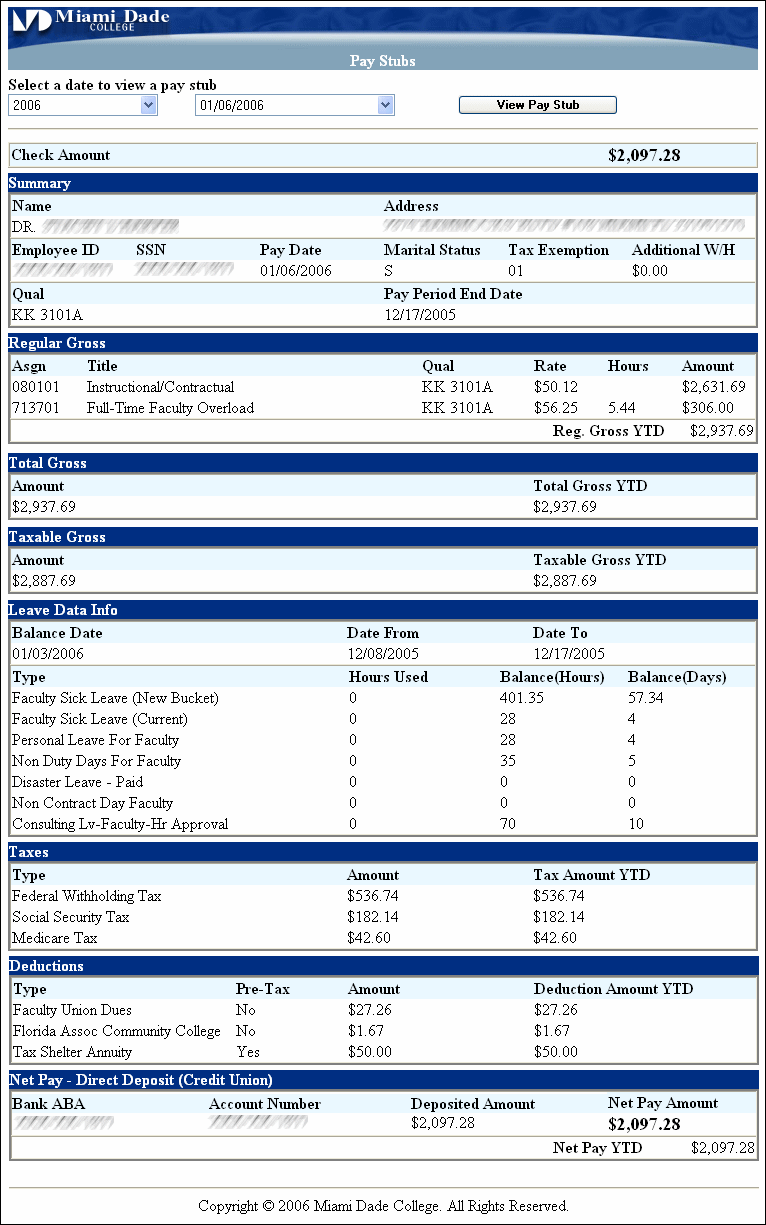 Miami Dade
COLLEGE
Pay Stubs
Select a date to view a pay stub
2006 01/06/2006 View Pay Stub
Check Amount $2,097.28
Summary
Name Address
DR.
Employee ID SSN Pay Date Marital Status Tax Exemption Additional W/H
01/06/2006 S 01 $0.00
Qual Pay Period End Date
KK 3101A 12/17/2005
Regular Gross
Asgn Title Qual Rate Hours Amount
080101 Instructional/Contractual KK 3101A $50.12 $2,631.69
713701 Full-Time Faculty Overload KK 3101A $56.25 5.44 $306.00
Reg. Gross YTD $2,937.69
Total Gross
Amount Total Gross YTD
$2,937.69 $2,937.69
Taxable Gross
Amount Taxable Gross YTD
$2,887.69 $2,887.69
Leave Data Info
Balance Date Date From Date To
01/03/2006 12/08/2005 12/17/2005
Type Hours Used Balance(Hours) Balance(Days)
Faculty Sick Leave (New Bucket) 0 401.35 57.34
Faculty Sick Leave (Current) 0 28 4
Personal Leave For Faculty 0 28 4
Non Duty Days For Faculty 0 35 5
Disaster Leave - Paid 0 0 0
Non Contract Day Faculty 0 0 0
Consulting Lv-Faculty-Hr Approval 0 70 10
Taxes
Type Amount Tax Amount YTD
Federal Withholding Tax $536.74 $536.74
Social Security Tax $182.14 $182.14
Medicare Tax $42.60 $42.60
Deductions
Type Pre-Tax Amount Deduction Amount YTD
Faculty Union Dues No $27.26 $27.26
Florida Assoc Community College No $1.67 $1.67
Tax Shelter Annuity Yes $50.00 $50.00
Net Pay - Direct Deposit (Credit Union)
Bank ABA Account Number Deposited Amount Net Pay Amount
$2,097.28 $2,097.28
Net Pay YTD $2,097.28
Copyright © 2006 Miami Dade College. All Rights Reserved.